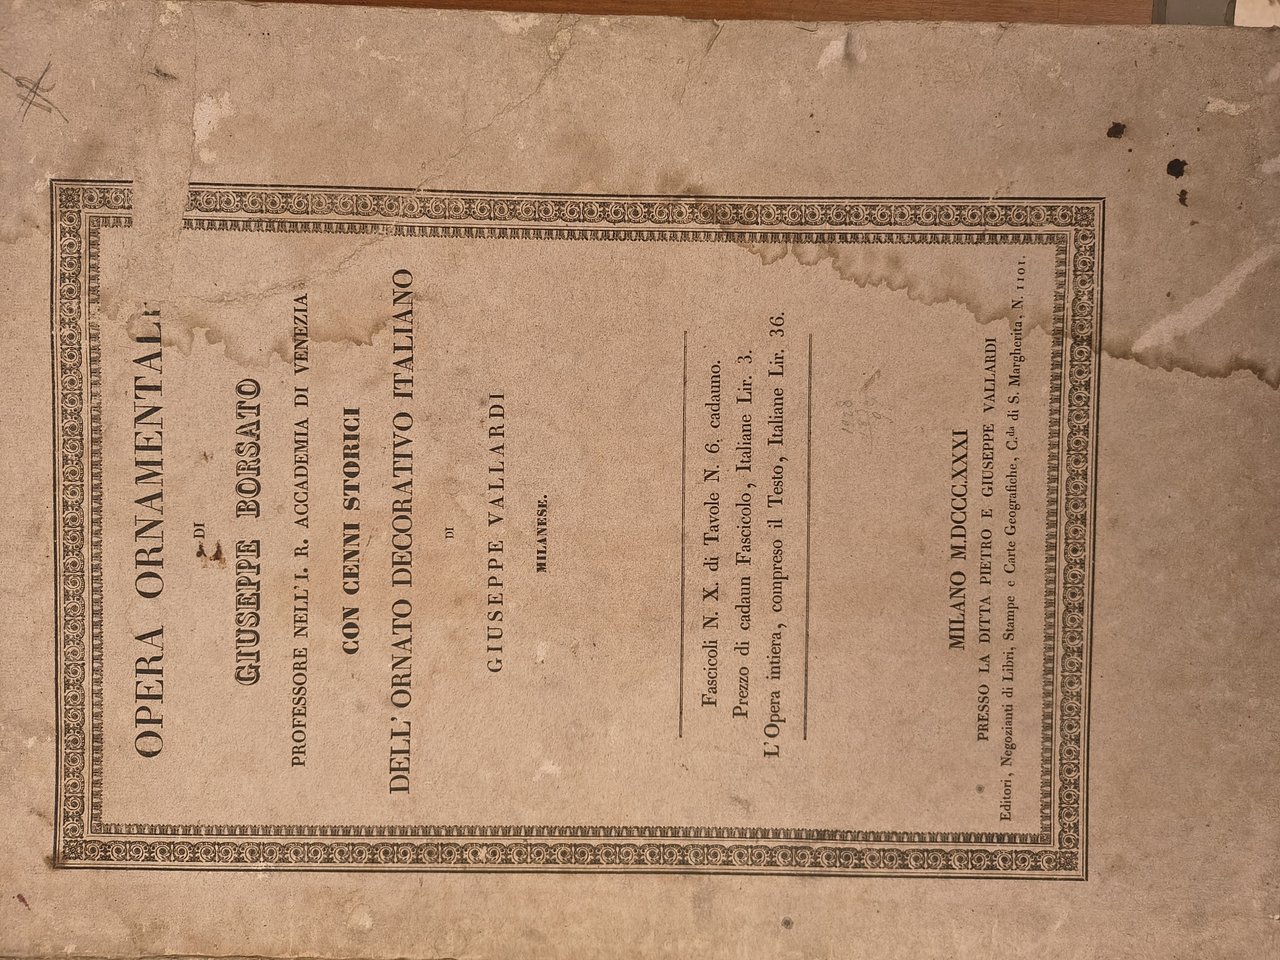 OPERA ORNAMENTALE
DI
GIUSEPPE BORSATO
PROFESSORE NELL' I. R. ACCADEMIA DI VENEZIA
CON CENNI STORICI
DELL' ORNATO DECORATIVO ITALIANO
DI
GIUSEPPE VALLARDI
MILANESE.
Fascicoli N. X. di Tavole N. 6. cadauno.
Prezzo di cadaun Fascicolo, Italiane Lir. 3.
L'Opera intiera, compreso il Testo, Italiane Lir. 36.
MILANO M.DCCC.XXXI
PRESSO LA DITTA PIETRO E GIUSEPPE VALLARDI
Editori, Negozianti di Libri, Stampe e Carte Geografiche, C.da di S. Margherita, N. 1101.